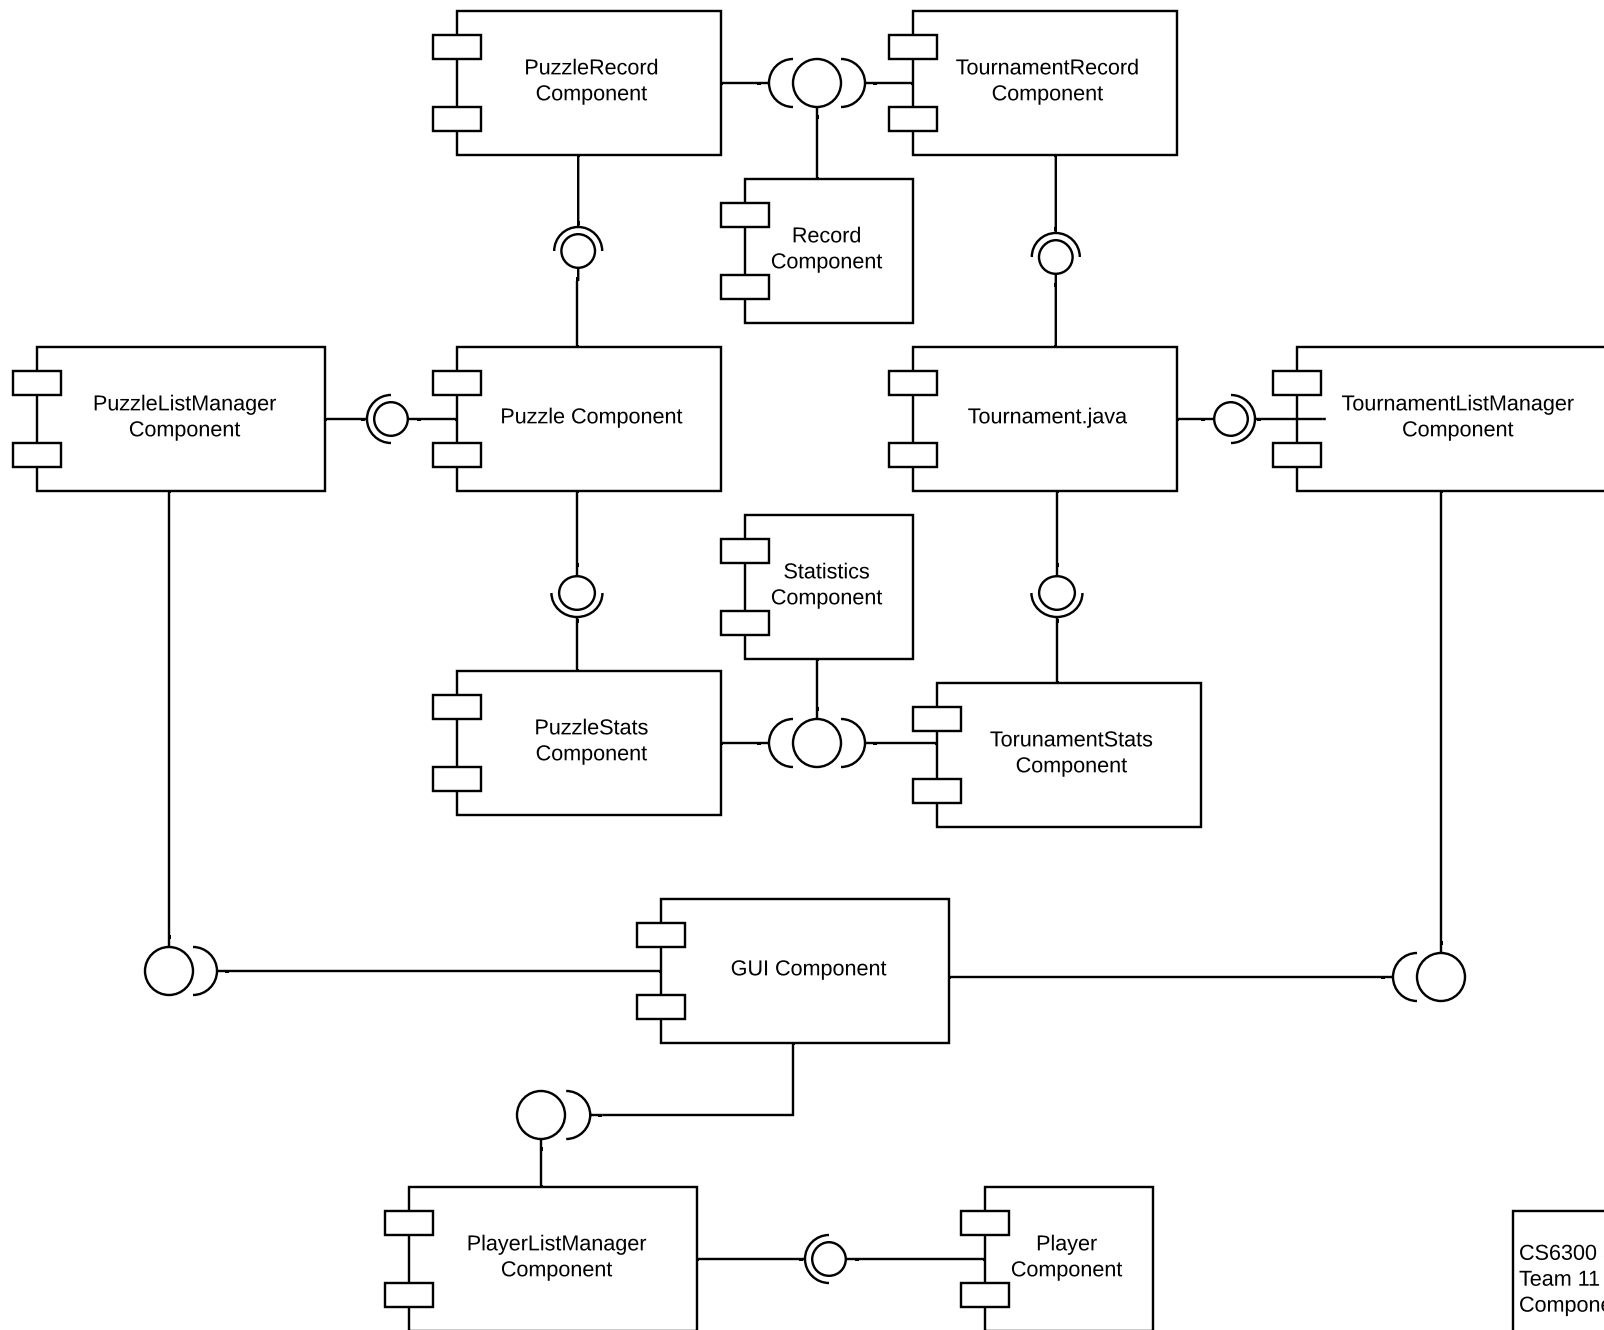 PuzzleRecord
Component
TournamentRecord
Component
Record
Component
PuzzleListManager
Component
Puzzle Component
Tournament.java
TournamentListManager
Component
Statistics
Component
PuzzleStats
Component
TorunamentStats
Component
GUI Component
PlayerListManager
Component
Player
Component
CS6300
Team 11
Compone